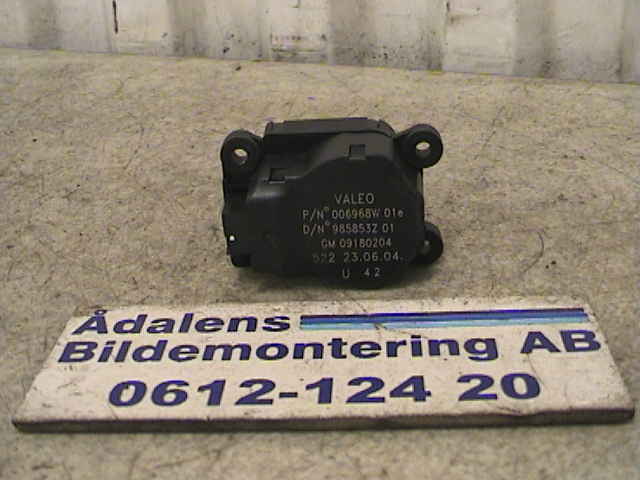 VALEO
P/N° 006968W 01e
D/N° 985853Z 01
GM 09180204
522 23.06.04.
U 42
Ådalens
Bildemontering AB
0612-124 20